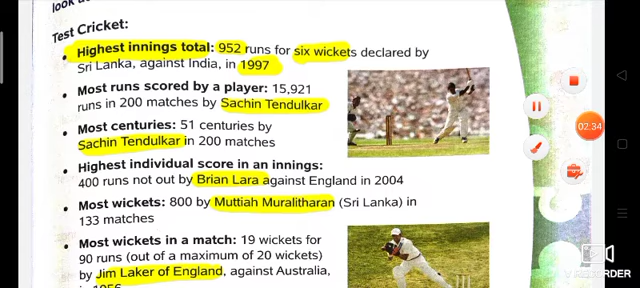 Test Cricket:
• Highest innings total: 952 runs for six wickets declared by
Sri Lanka, against India, in 1997
• Most runs scored by a player: 15,921
runs in 200 matches by Sachin Tendulkar
• Most centuries: 51 centuries by
Sachin Tendulkar in 200 matches
• Highest individual score in an innings:
400 runs not out by Brian Lara against England in 2004
• Most wickets: 800 by Muttiah Muralitharan (Sri Lanka) in
133 matches
• Most wickets in a match: 19 wickets for
90 runs (out of a maximum of 20 wickets)
by Jim Laker of England, against Australia,
in 1956
02:34